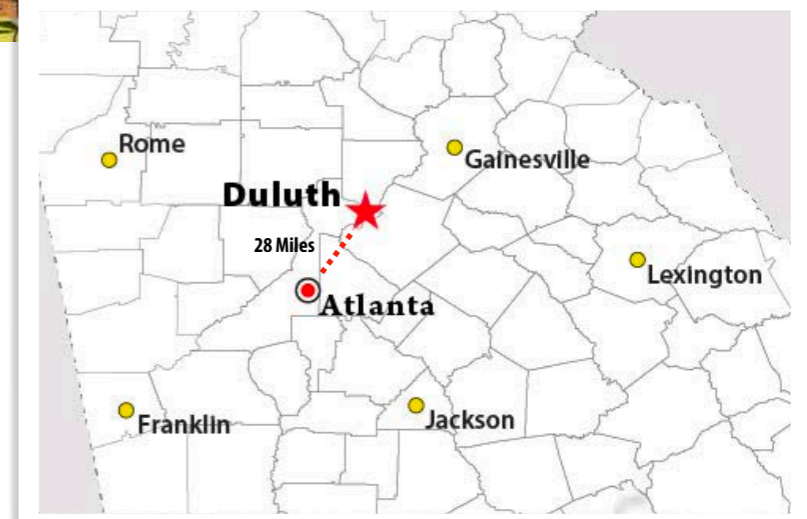 Rome
Gainesville
Duluth
28 Miles
Lexington
Atlanta
Franklin
Jackson